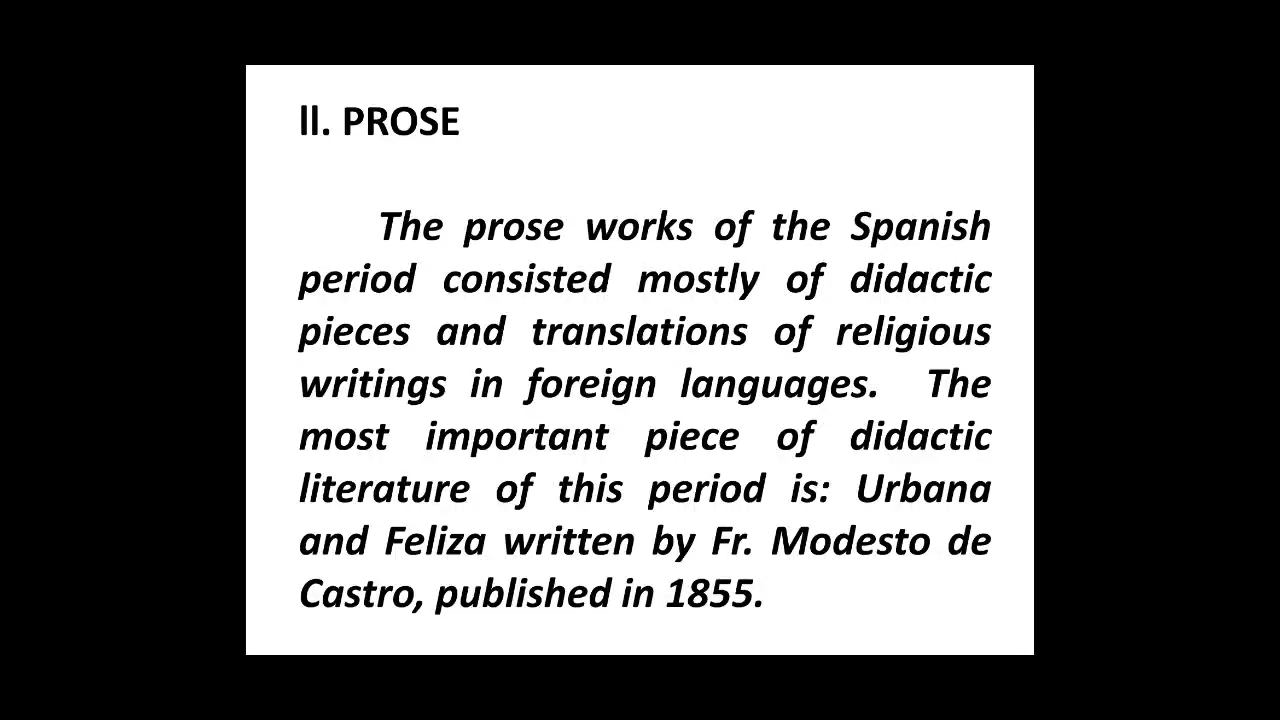 II. PROSE
The prose works of the Spanish
period consisted mostly of didactic
pieces and translations of religious
writings in foreign languages. The
most important piece of didactic
literature of this period is: Urbana
and Feliza written by Fr. Modesto de
Castro, published in 1855.